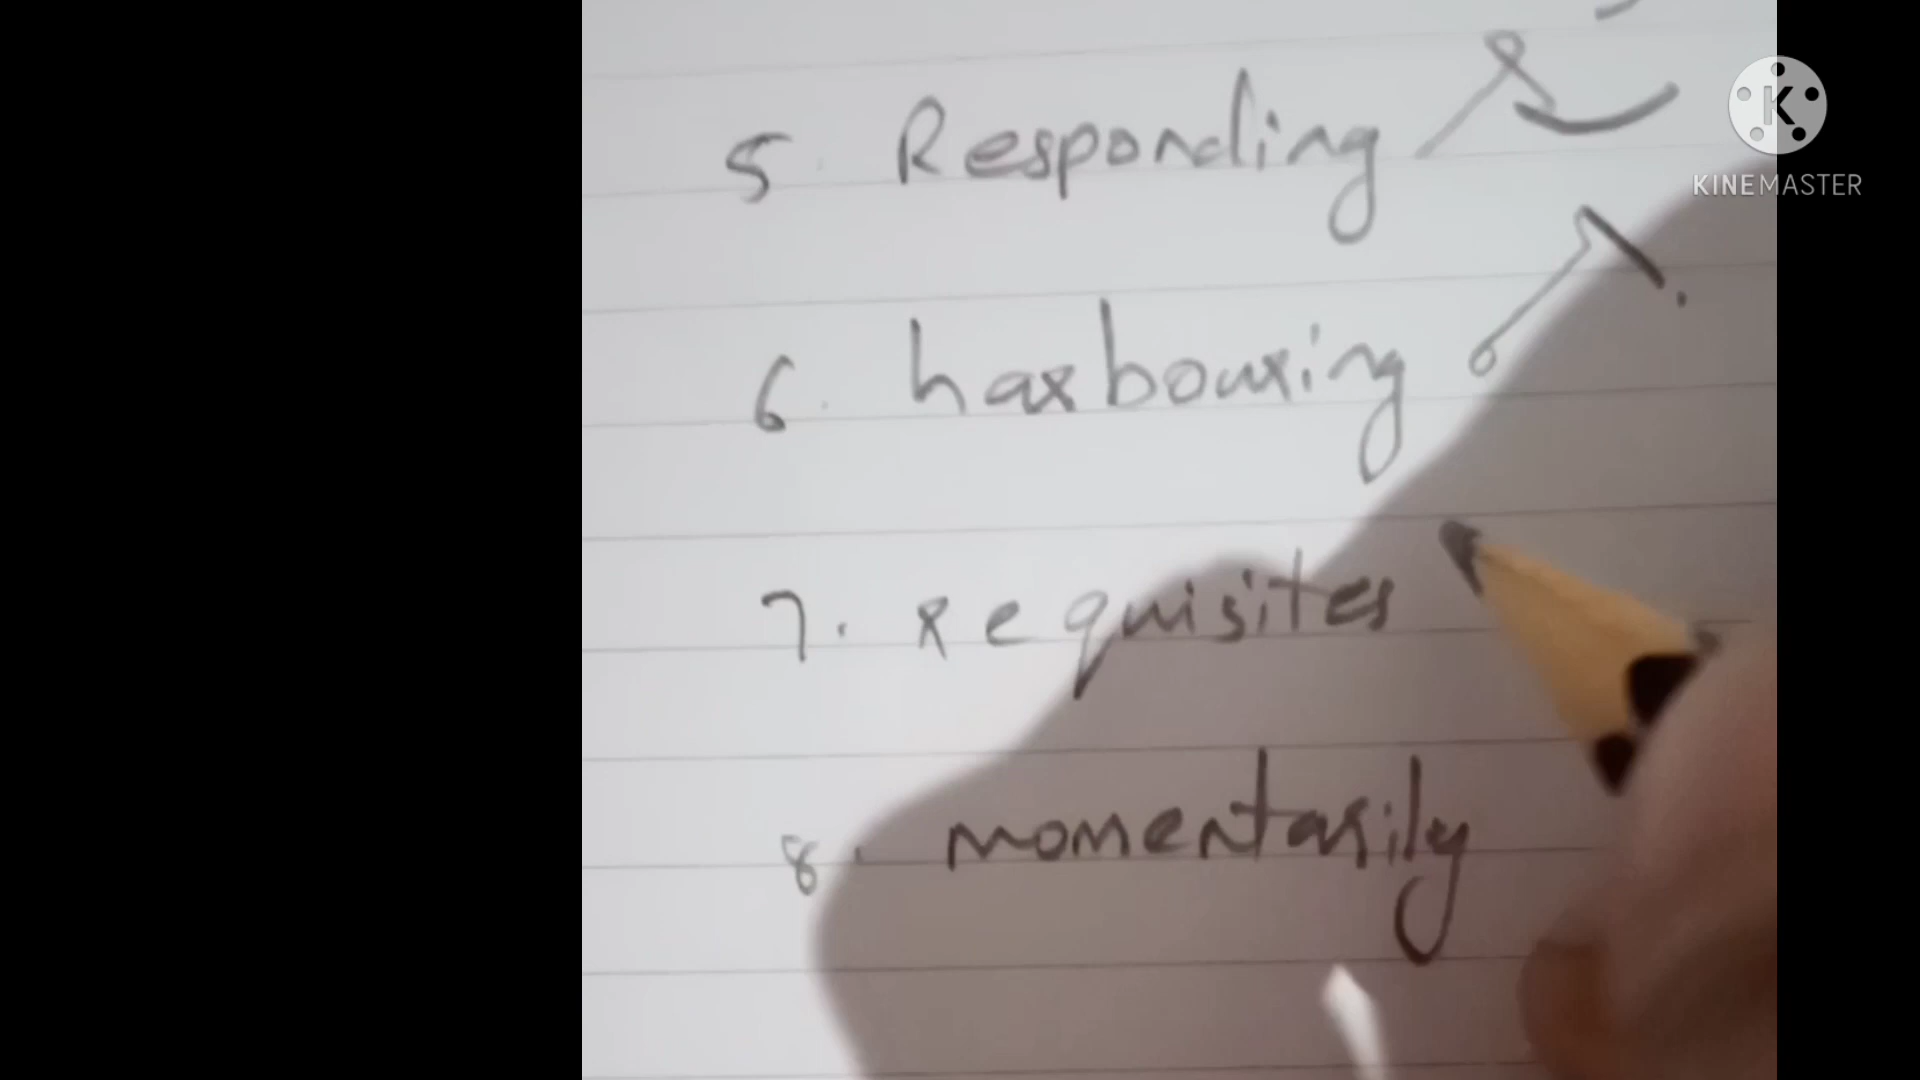 5. Responding
KINEMASTER
6. harbouring
7. requisites
8. momentarily